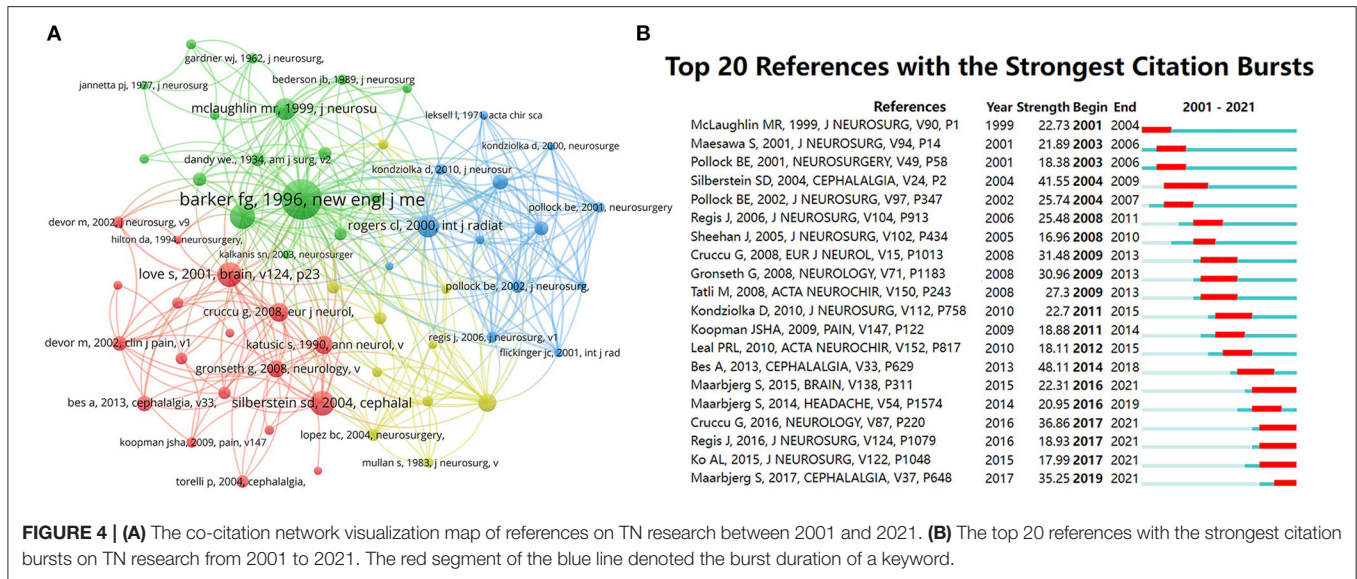 A
gardner wj, 1962, j neurosurg,
jannetta pj, 1977, j neurosurg
bederson jb, 1989, j neurosurg
mclaughlin mr, 1999, j neurosu
leksell l, 1971, acta chir sca
kondziolka d, 2000, neurosurge
dandy we., 1934, am j surg, v2
kondziolka d, 2010, j neurosur
barker fg, 1996, new engl j me
pollock be, 2001, neurosurgery
devor m, 2002, j neurosurg, v9
rogers cl, 2000, int j radiat
hilton da, 1994, neurosurgery,
kalkanis sn, 2003, neurosurger
love s, 2001, brain, v124, p23
pollock be, 2002, j neurosurg,
cruccu g, 2008, eur j neurol,
regis j, 2006, j neurosurg, v1
devor m, 2002, clin j pain, v1
katusic s, 1990, ann neurol, v
flickinger jc, 2001, int j rad
gronseth g, 2008, neurology, v
bes a, 2013, cephalalgia, v33,
silberstein sd, 2004, cephalal
lopez bc, 2004, neurosurgery,
koopman jsha, 2009, pain, v147
mullan s, 1983, j neurosurg, v
torelli p, 2004, cephalalgia,
B
Top 20 References with the Strongest Citation Bursts
References Year Strength Begin End 2001 - 2021
McLaughlin MR, 1999, J NEUROSURG, V90, P1 1999 22.73 2001 2004
Maesawa S, 2001, J NEUROSURG, V94, P14 2001 21.89 2003 2006
Pollock BE, 2001, NEUROSURGERY, V49, P58 2001 18.38 2003 2006
Silberstein SD, 2004, CEPHALALGIA, V24, P2 2004 41.55 2004 2009
Pollock BE, 2002, J NEUROSURG, V97, P347 2002 25.74 2004 2007
Regis J, 2006, J NEUROSURG, V104, P913 2006 25.48 2008 2011
Sheehan J, 2005, J NEUROSURG, V102, P434 2005 16.96 2008 2010
Cruccu G, 2008, EUR J NEUROL, V15, P1013 2008 31.48 2009 2013
Gronseth G, 2008, NEUROLOGY, V71, P1183 2008 30.96 2009 2013
Tatli M, 2008, ACTA NEUROCHIR, V150, P243 2008 27.3 2009 2013
Kondziolka D, 2010, J NEUROSURG, V112, P758 2010 22.7 2011 2015
Koopman JSHA, 2009, PAIN, V147, P122 2009 18.88 2011 2014
Leal PRL, 2010, ACTA NEUROCHIR, V152, P817 2010 18.11 2012 2015
Bes A, 2013, CEPHALALGIA, V33, P629 2013 48.11 2014 2018
Maarbjerg S, 2015, BRAIN, V138, P311 2015 22.31 2016 2021
Maarbjerg S, 2014, HEADACHE, V54, P1574 2014 20.95 2016 2019
Cruccu G, 2016, NEUROLOGY, V87, P220 2016 36.86 2017 2021
Regis J, 2016, J NEUROSURG, V124, P1079 2016 18.93 2017 2021
Ko AL, 2015, J NEUROSURG, V122, P1048 2015 17.99 2017 2021
Maarbjerg S, 2017, CEPHALALGIA, V37, P648 2017 35.25 2019 2021
FIGURE 4 | (A) The co-citation network visualization map of references on TN research between 2001 and 2021. (B) The top 20 references with the strongest citation
bursts on TN research from 2001 to 2021. The red segment of the blue line denoted the burst duration of a keyword.